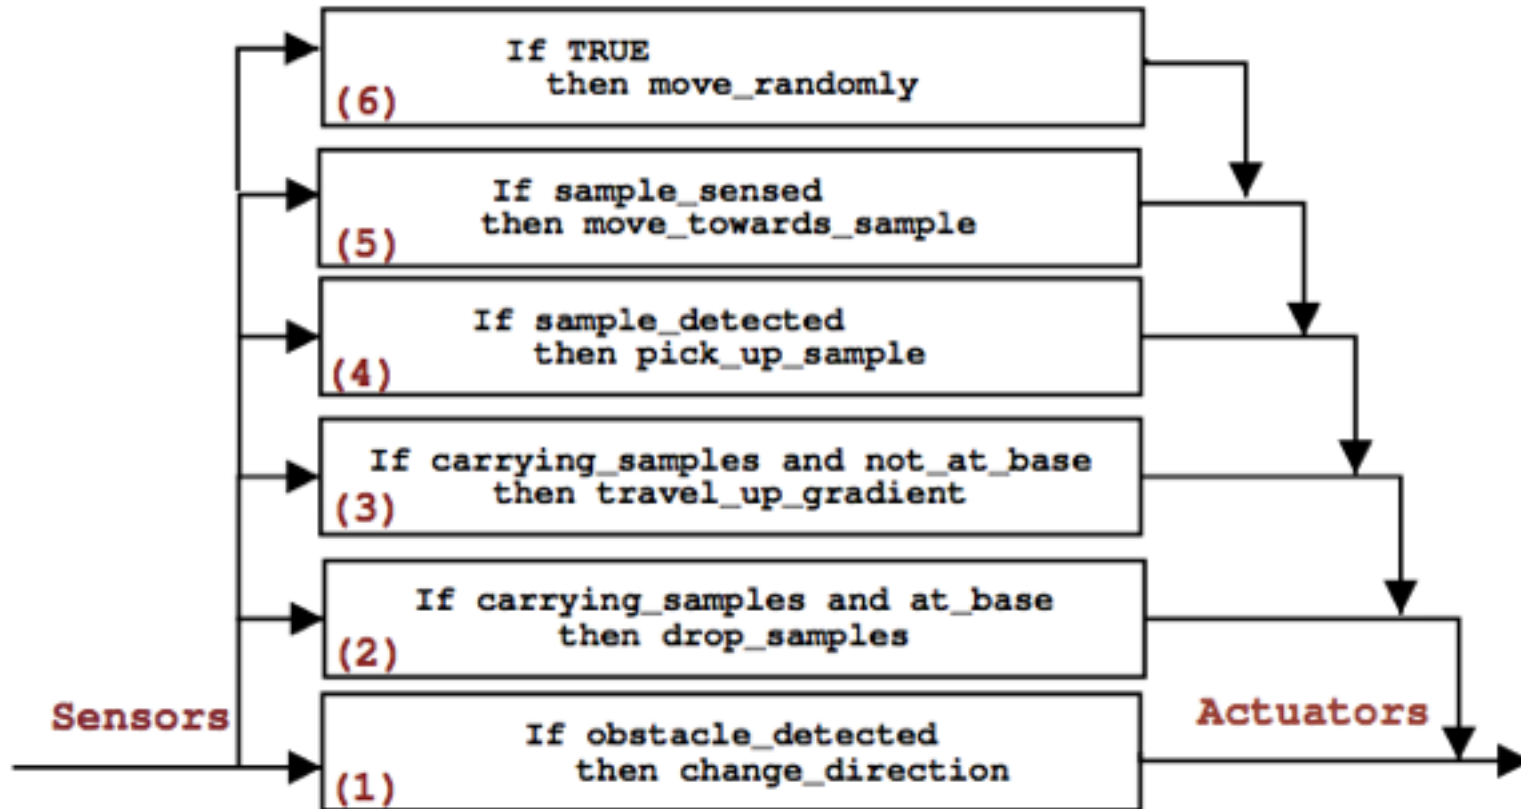 If TRUE
then move_randomly
(6)
If sample_sensed
then move_towards_sample
(5)
If sample_detected
then pick_up_sample
(4)
If carrying_samples and not_at_base
then travel_up_gradient
(3)
If carrying_samples and at_base
then drop_samples
(2)
Sensors
Actuators
If obstacle_detected
then change_direction
(1)